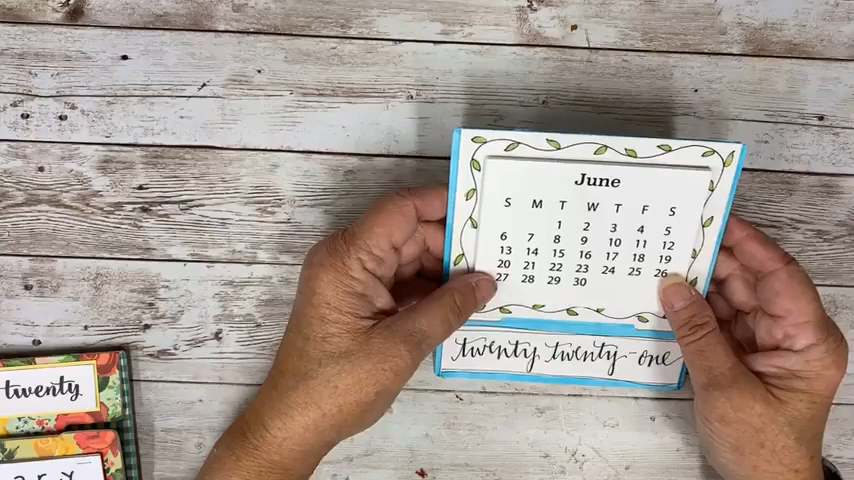 June
S M T W T F S
1 2 3 4 5
6 7 8 9 10 11 12
13 14 15 16 17 18 19
20 21 22 23 24 25 26
27 28 29 30
twenty twenty-one
twenty